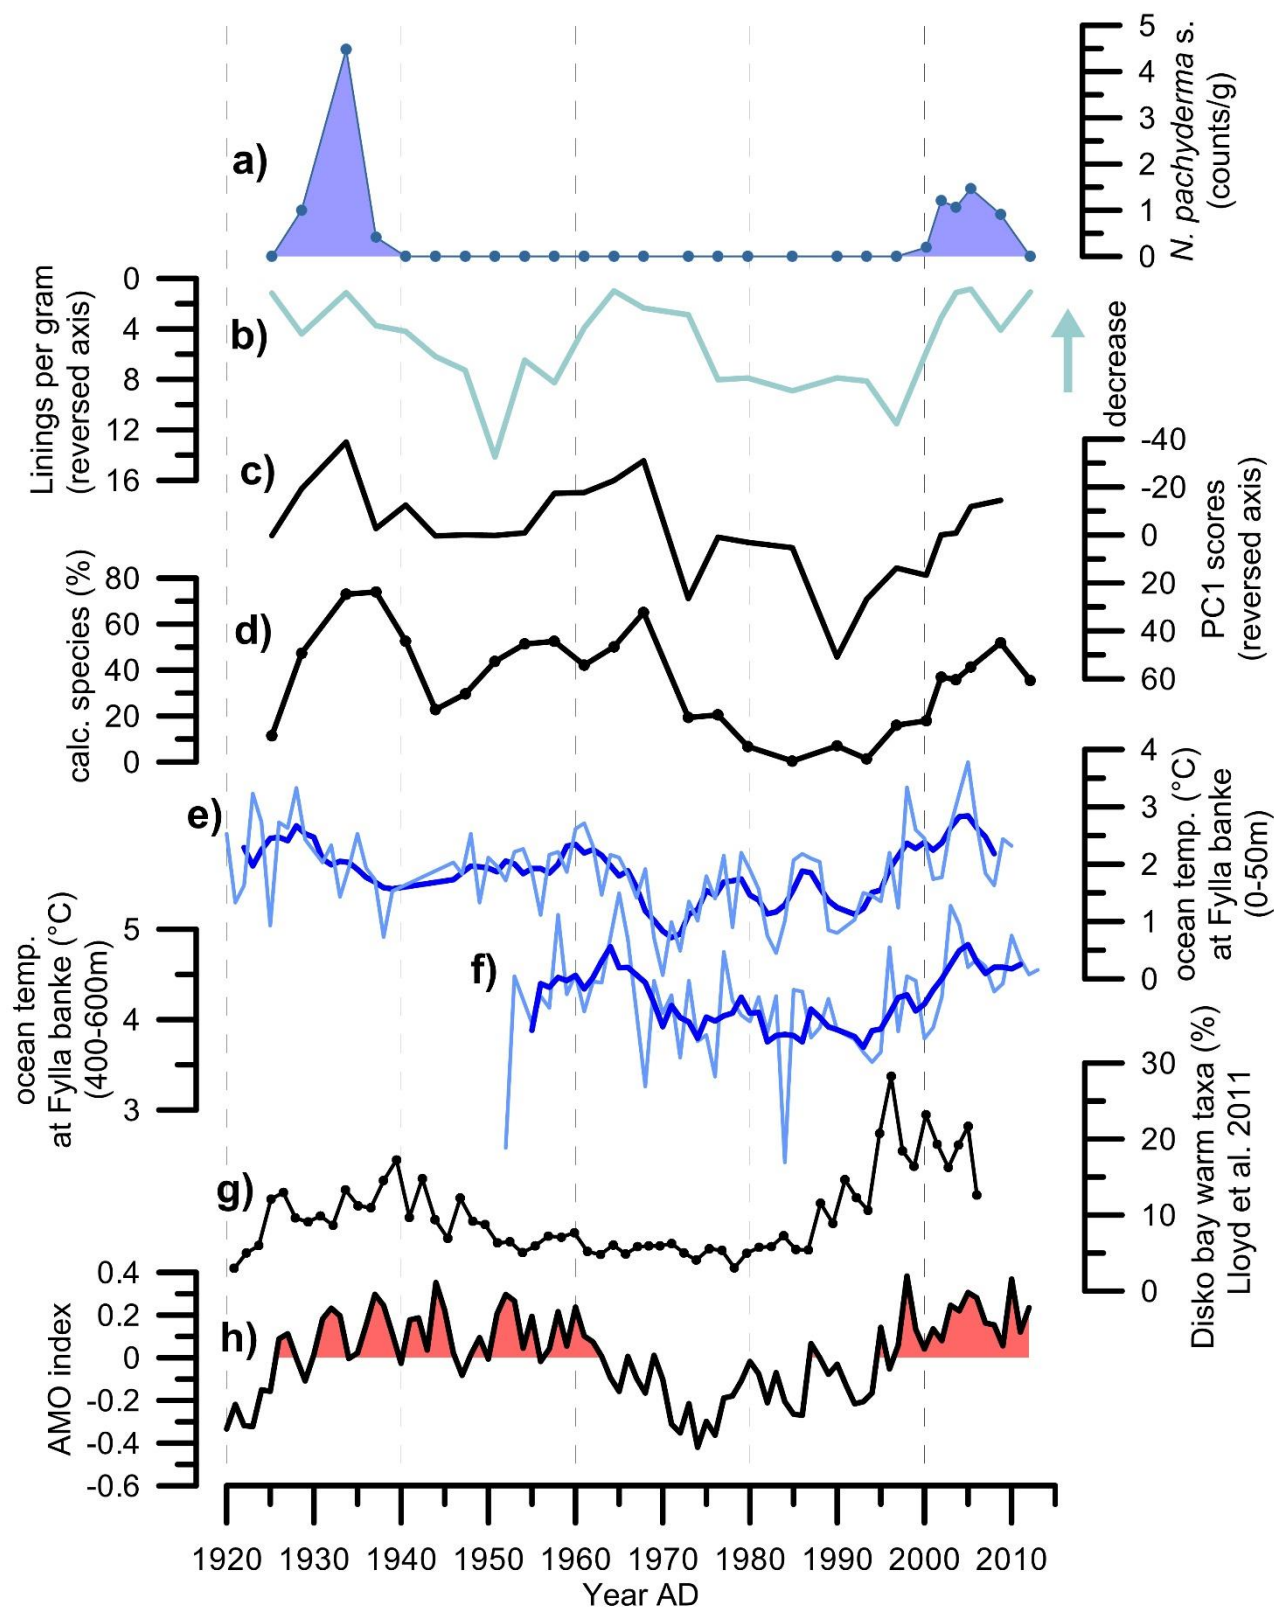 a)
5
4
3
2
1
0
N. pachyderma s.
(counts/g)
b)
Linings per gram
(reversed axis)
0
4
8
12
16
decrease
c)
-40
-20
0
20
40
60
PC1 scores
(reversed axis)
d)
calc. species (%)
80
60
40
20
0
e)
4
3
2
1
0
ocean temp. (°C)
at Fylla banke
(0-50m)
f)
ocean temp.
at Fylla banke (°C)
(400-600m)
5
4
3
g)
30
20
10
0
Disko bay warm taxa (%)
Lloyd et al. 2011
h)
AMO index
0.4
0.2
0
-0.2
-0.4
-0.6
1920 1930 1940 1950 1960 1970 1980 1990 2000 2010
Year AD